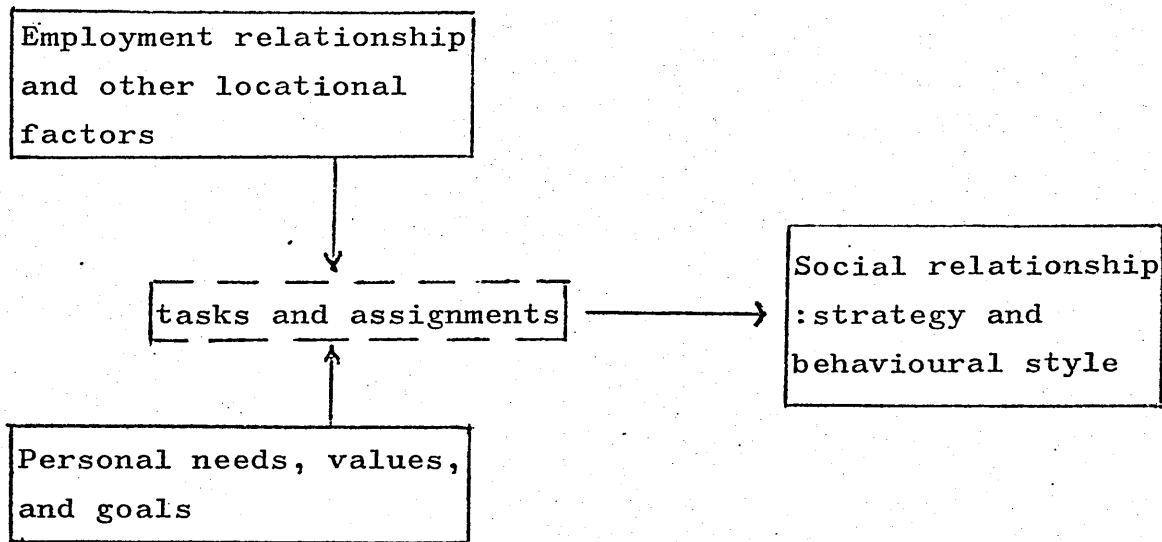 Employment relationship
and other locational
factors
tasks and assignments
Social relationship
:strategy and
behavioural style
Personal needs, values,
and goals